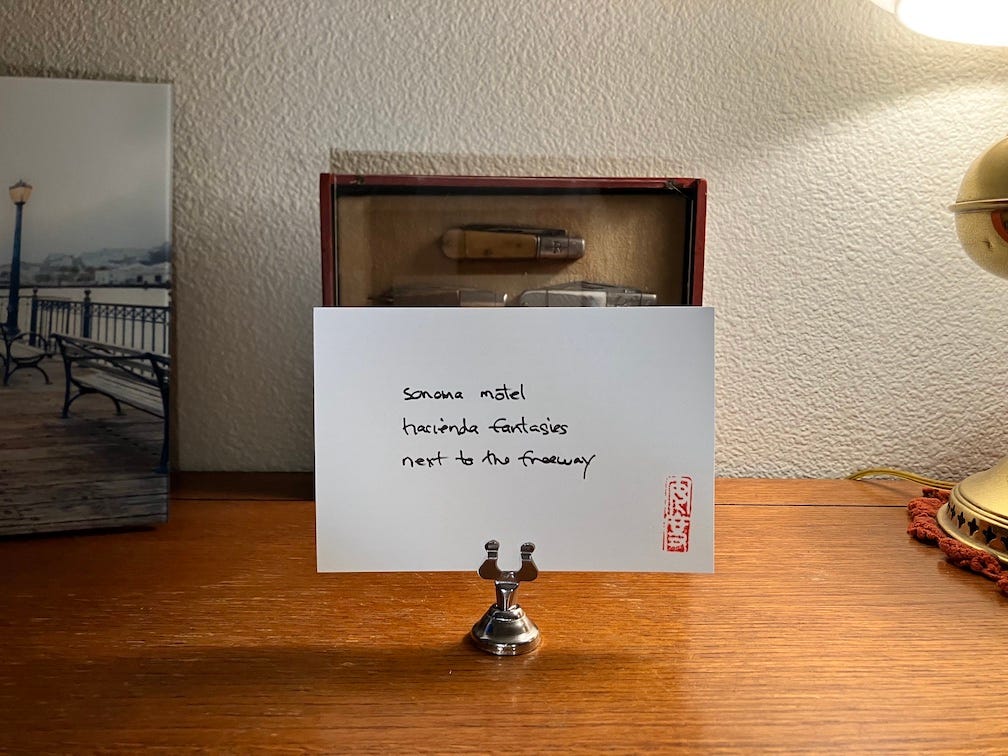 sonoma motel
hacienda fantasies
next to the freeway